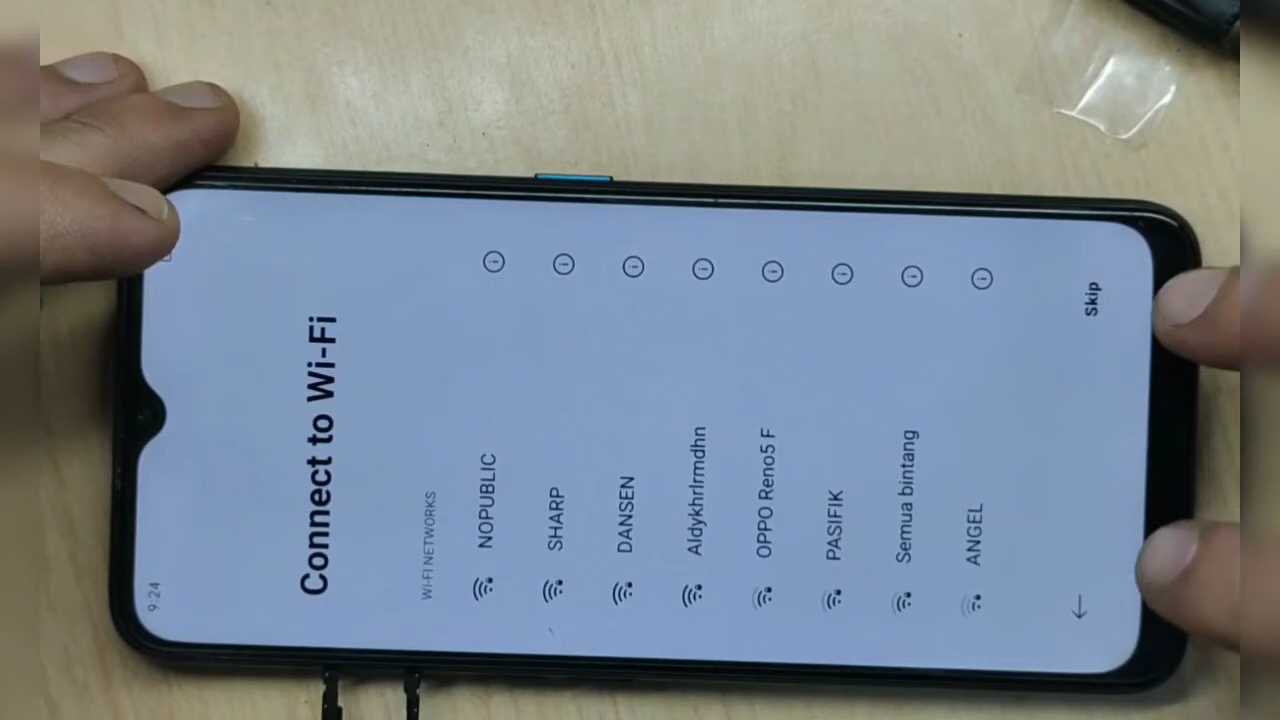 9:24
Connect to Wi-Fi
WI-FI NETWORKS
NOPUBLIC
SHARP
DANSEN
Aldykhrlrmdhn
OPPO Reno5 F
PASIFIK
Semua bintang
ANGEL
Skip